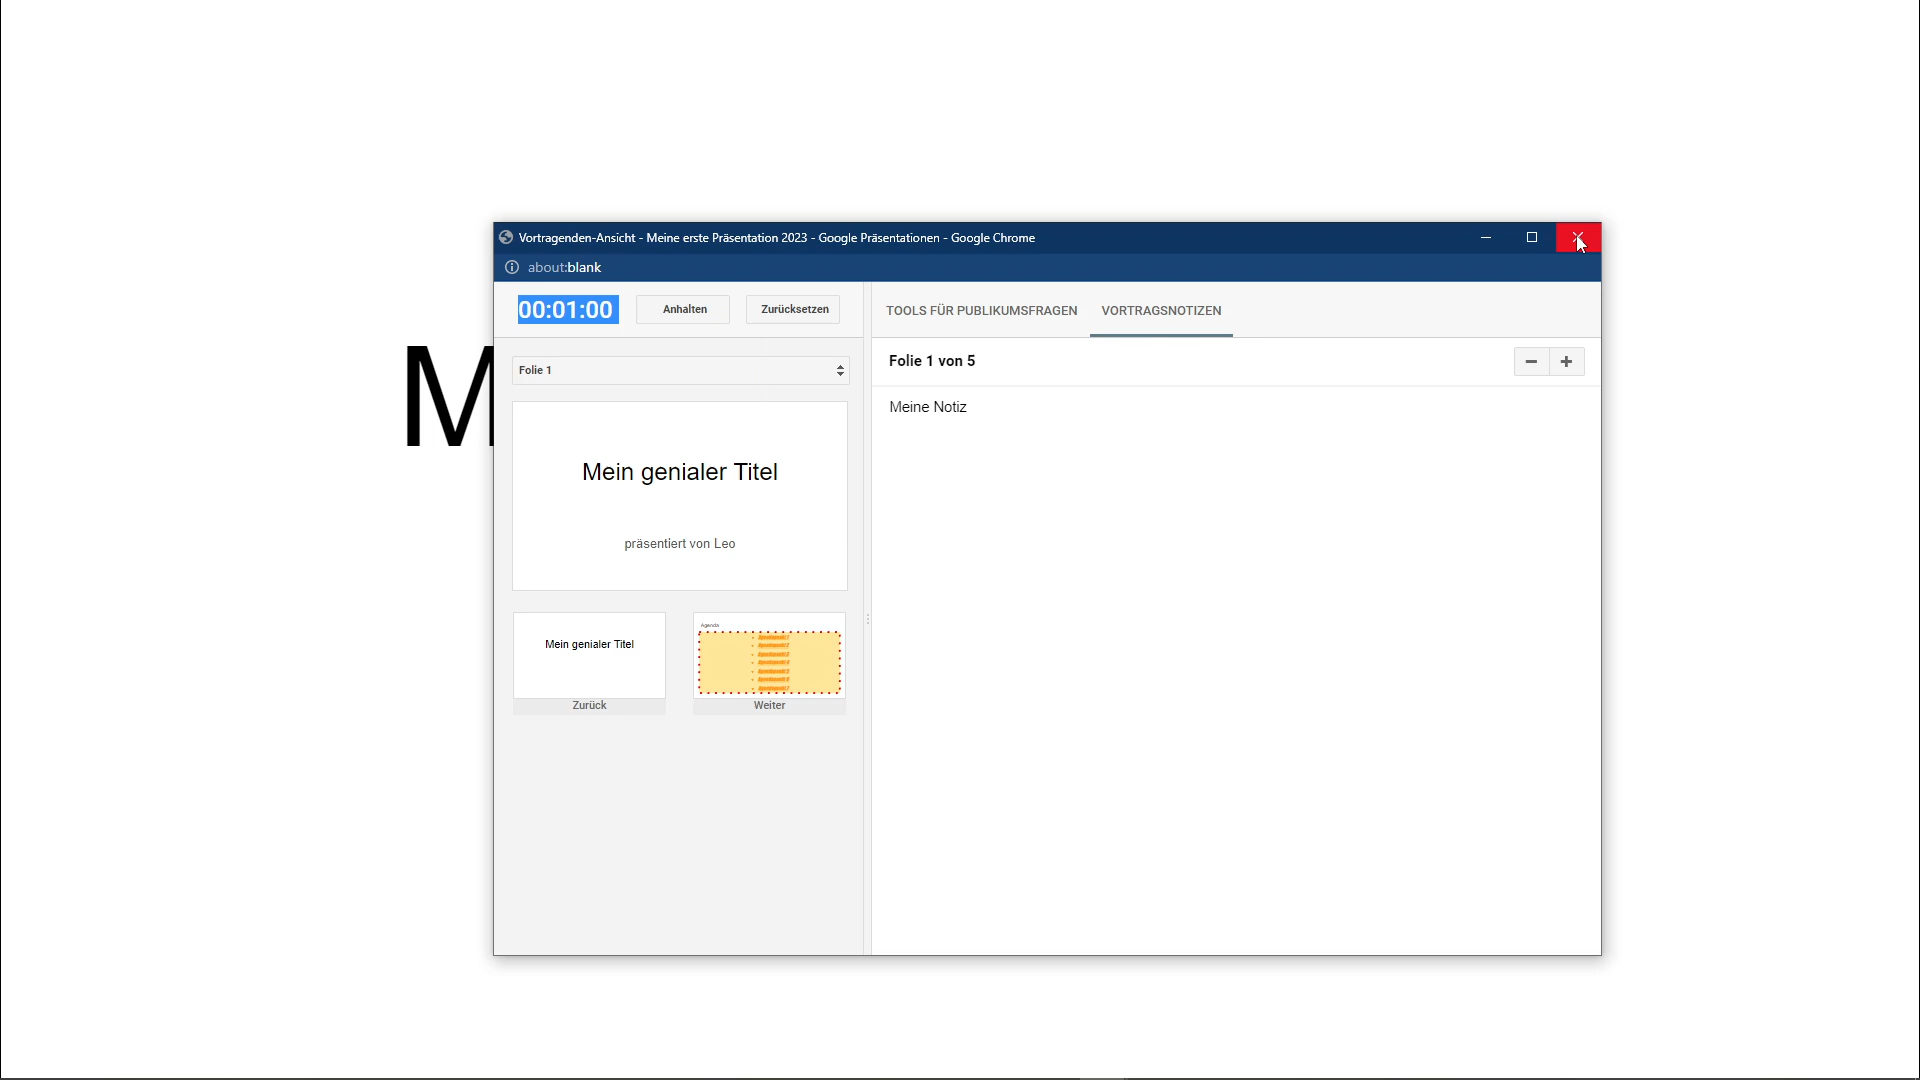 Vortragenden-Ansicht - Meine erste Präsentation 2023 - Google Präsentationen - Google Chrome
about:blank
00:01:00
Anhalten
Zurücksetzen
TOOLS FÜR PUBLIKUMSFRAGEN
VORTRAGSNOTIZEN
Folie 1
Folie 1 von 5
Meine Notiz
M
Mein genialer Titel
präsentiert von Leo
Mein genialer Titel
Zurück
Agenda
Weiter